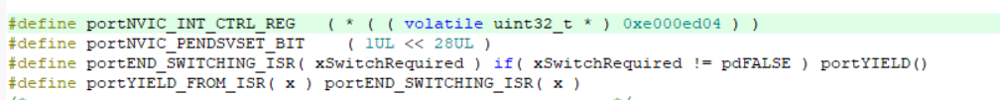 #define portNVIC_INT_CTRL_REG ( * ( ( volatile uint32_t * ) 0xe000ed04 ) )
#define portNVIC_PENDSVSET_BIT ( 1UL << 28UL )
#define portEND_SWITCHING_ISR( xSwitchRequired ) if( xSwitchRequired != pdFALSE ) portYIELD()
#define portYIELD_FROM_ISR( x ) portEND_SWITCHING_ISR( x )